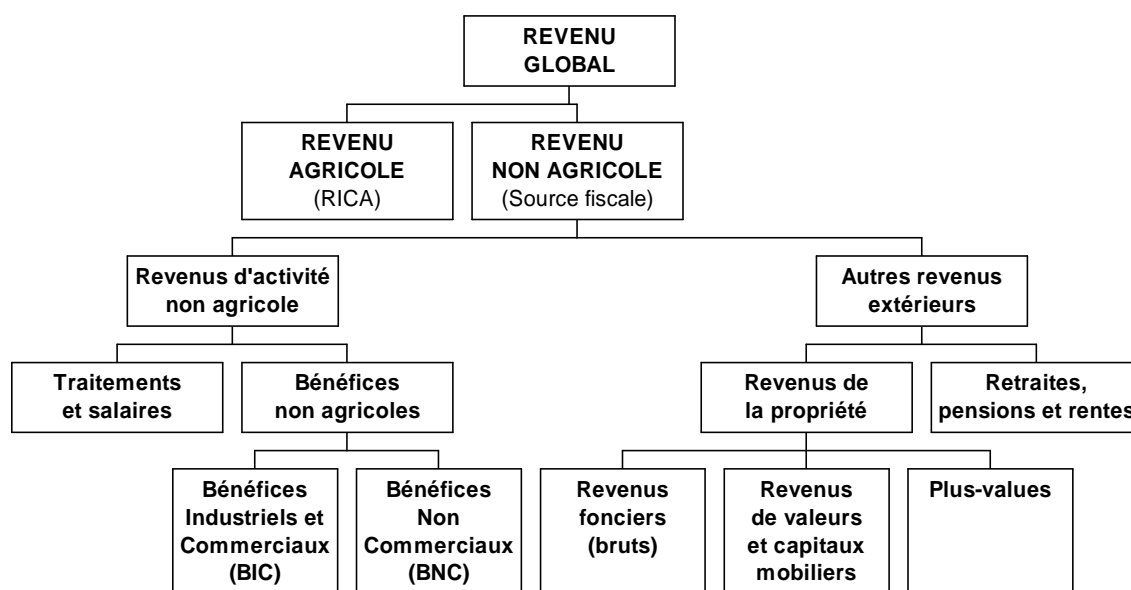 REVENU
GLOBAL
REVENU
AGRICOLE
(RICA)
REVENU
NON AGRICOLE
(Source fiscale)
Revenus d'activité
non agricole
Autres revenus
extérieurs
Traitements
et salaires
Bénéfices
non agricoles
Revenus de
la propriété
Retraites,
pensions et rentes
Bénéfices
Industriels et
Commerciaux
(BIC)
Bénéfices
Non
Commerciaux
(BNC)
Revenus
fonciers
(bruts)
Revenus
de valeurs
et capitaux
mobiliers
Plus-values